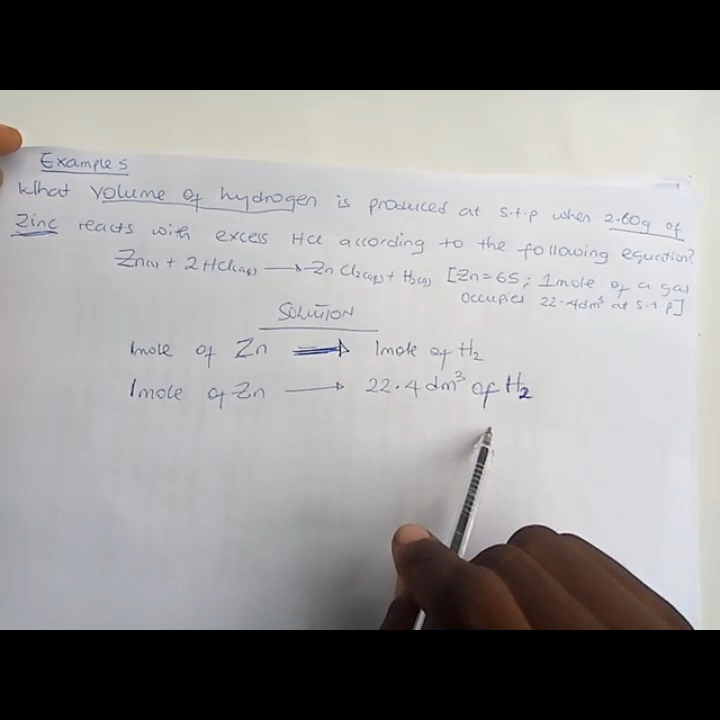 Example 5
What volume of hydrogen is produced at s.t.p when 2.60g of
Zinc reacts with excess HCl according to the following equation?
Zn(s) + 2HCl(aq) → ZnCl2(aq) + H2(g) [Zn=65; 1mole of a gas
occupies 22.4dm³ at s.t.p]
SOLUTION
1mole of Zn → 1mole of H2
1mole of Zn → 22.4dm³ of H2